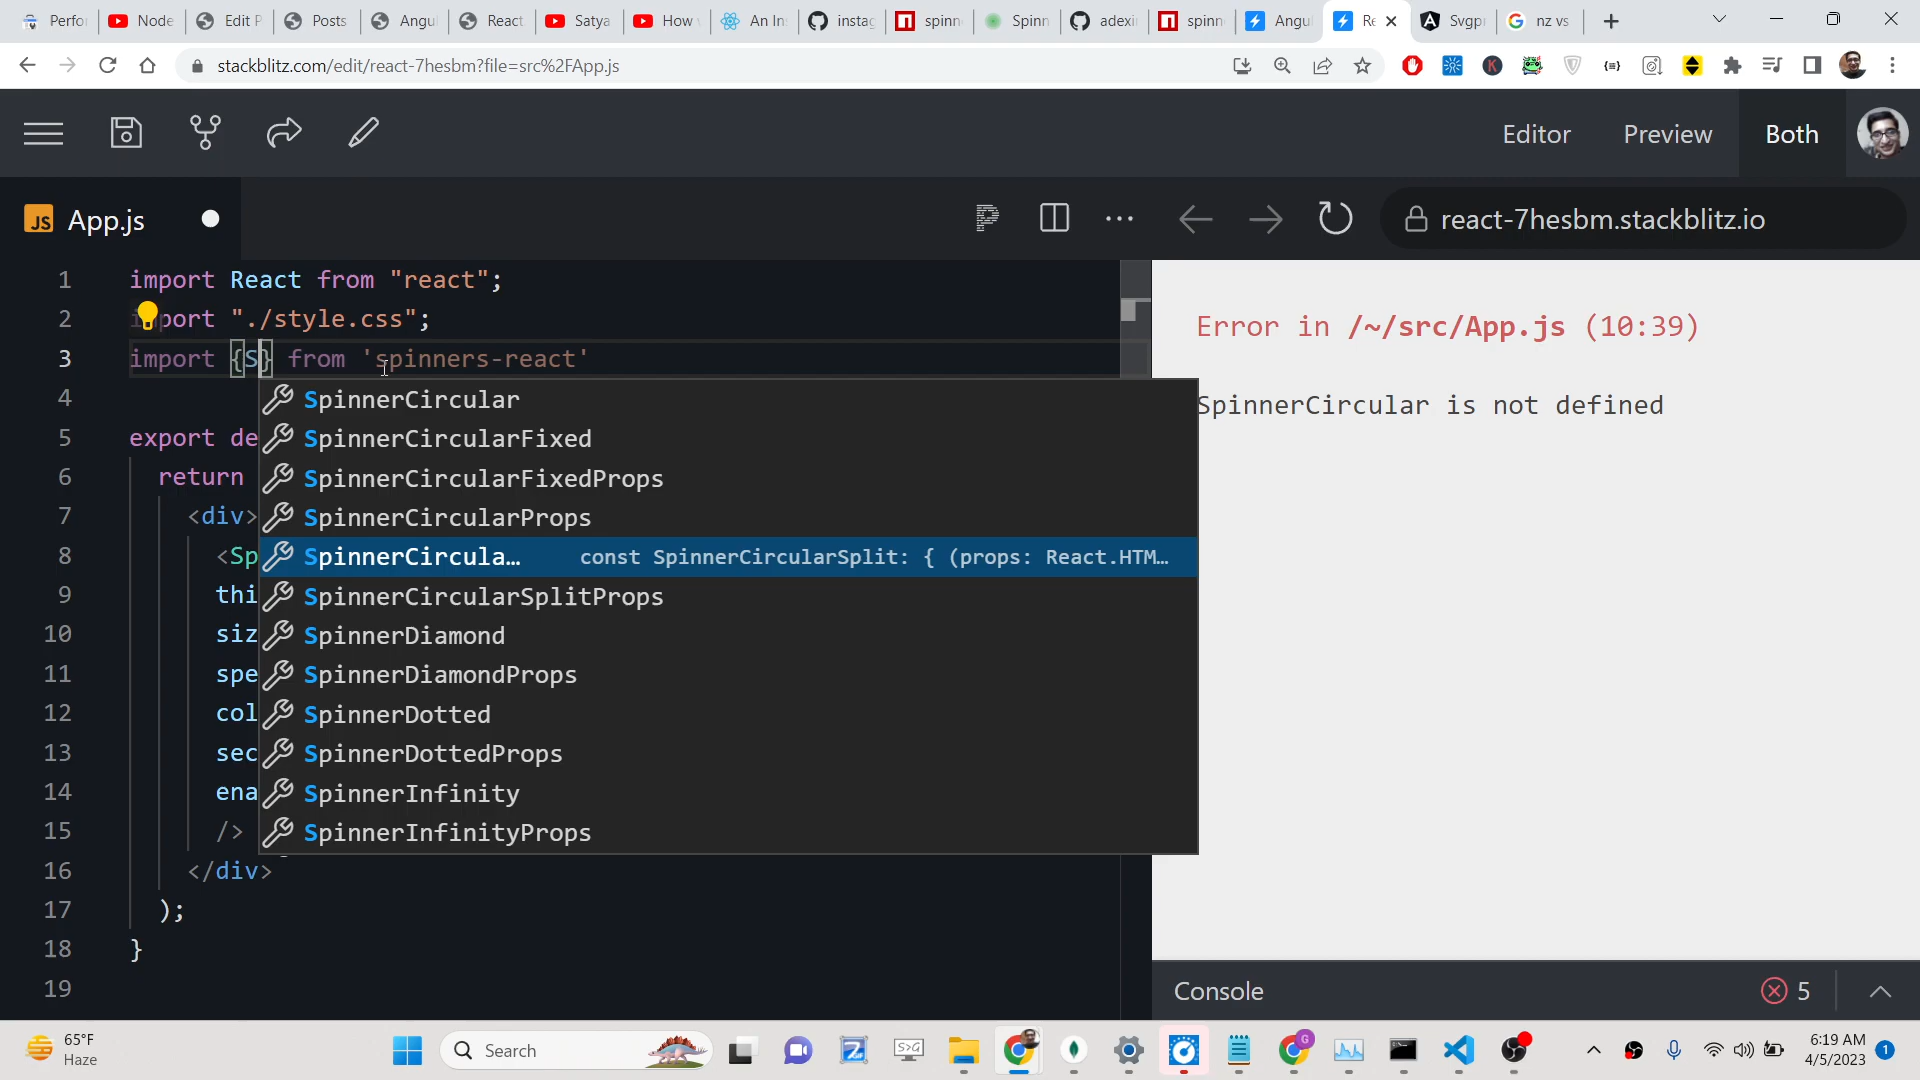 Perfor
Node
Edit P
Posts
Angu
React
Satya
How
An In
instag
spinn
Spinn
adexi
spinn
Angu
Re
Svgp
nz vs
stackblitz.com/edit/react-7hesbm?file=src%2FApp.js
Editor
Preview
Both
JS App.js
react-7hesbm.stackblitz.io
1 import React from "react";
2 import "./style.css";
3 import {S} from 'spinners-react'
4
5 export de
6 return
7 <div>
8 <Sp
9 thi
10 siz
11 spe
12 col
13 sec
14 ena
15 />
16 </div>
17 );
18 }
19
SpinnerCircular
SpinnerCircularFixed
SpinnerCircularFixedProps
SpinnerCircularProps
SpinnerCircula… const SpinnerCircularSplit: { (props: React.HTM…
SpinnerCircularSplitProps
SpinnerDiamond
SpinnerDiamondProps
SpinnerDotted
SpinnerDottedProps
SpinnerInfinity
SpinnerInfinityProps
Error in /~/src/App.js (10:39)
SpinnerCircular is not defined
Console
5
65°F
Haze
Search
6:19 AM
4/5/2023
1